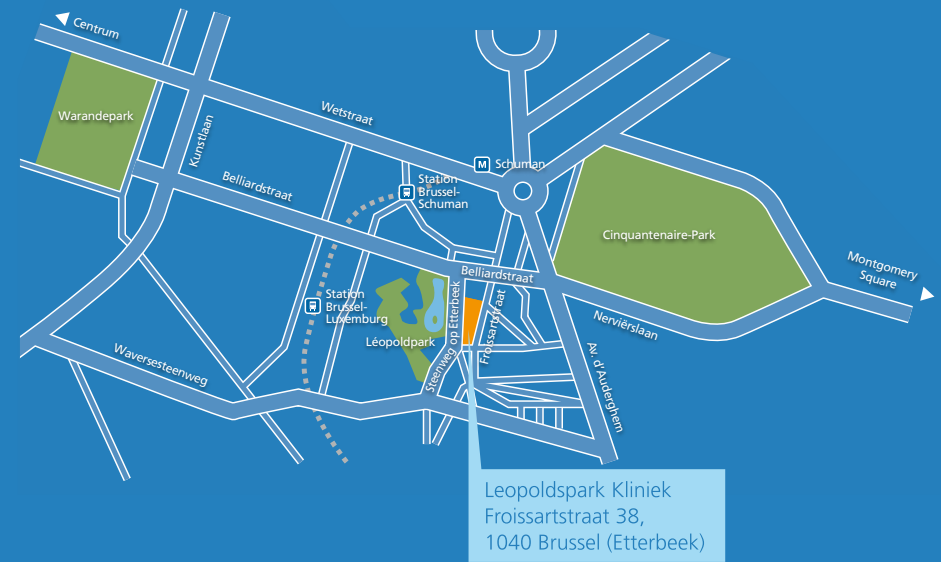 Centrum
Warandepark
Kunstlaan
Wetstraat
M Schuman
Station
Brussel-
Schuman
Belliardstraat
Cinquantenaire-Park
Montgomery
Square
Belliardstraat
Station
Brussel-
Luxemburg
Léopoldpark
Steenweg op Etterbeek
Froissartstraat
Nerviërslaan
Av. d'Auderghem
Waversesteenweg
Leopoldspark Kliniek
Froissartstraat 38,
1040 Brussel (Etterbeek)